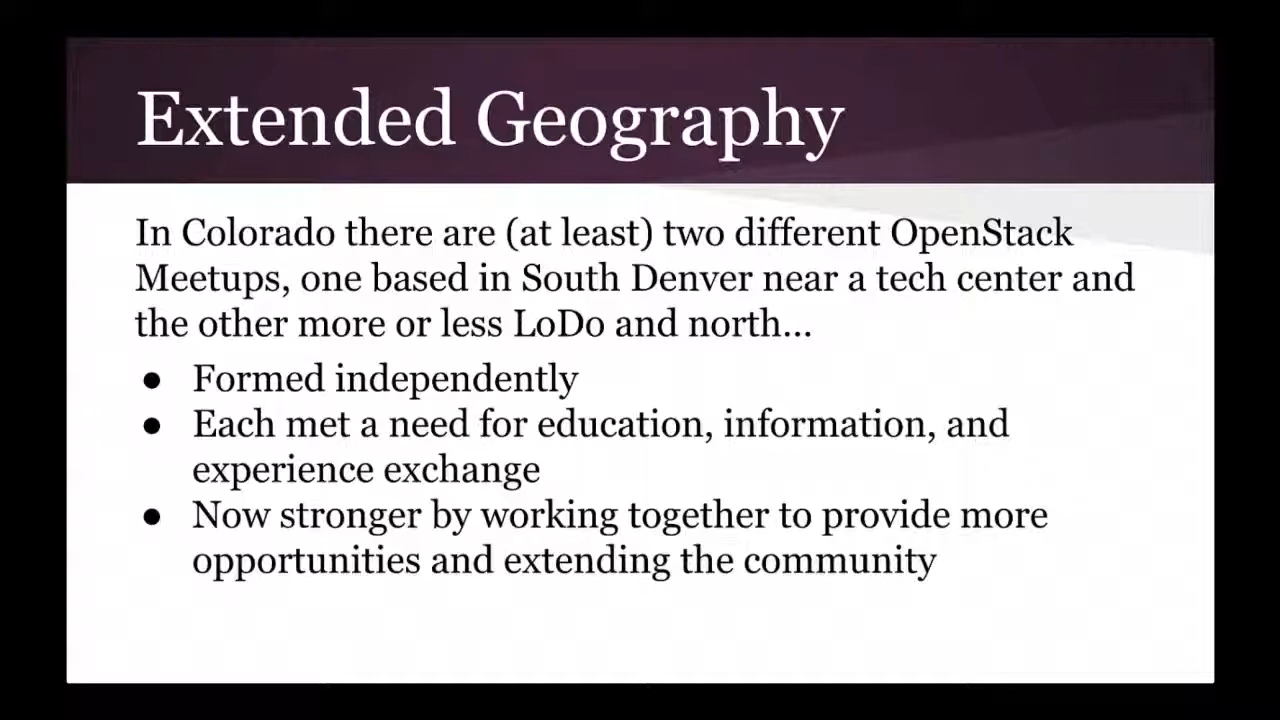 Extended Geography
In Colorado there are (at least) two different OpenStack
Meetups, one based in South Denver near a tech center and
the other more or less LoDo and north...
● Formed independently
● Each met a need for education, information, and
experience exchange
● Now stronger by working together to provide more
opportunities and extending the community